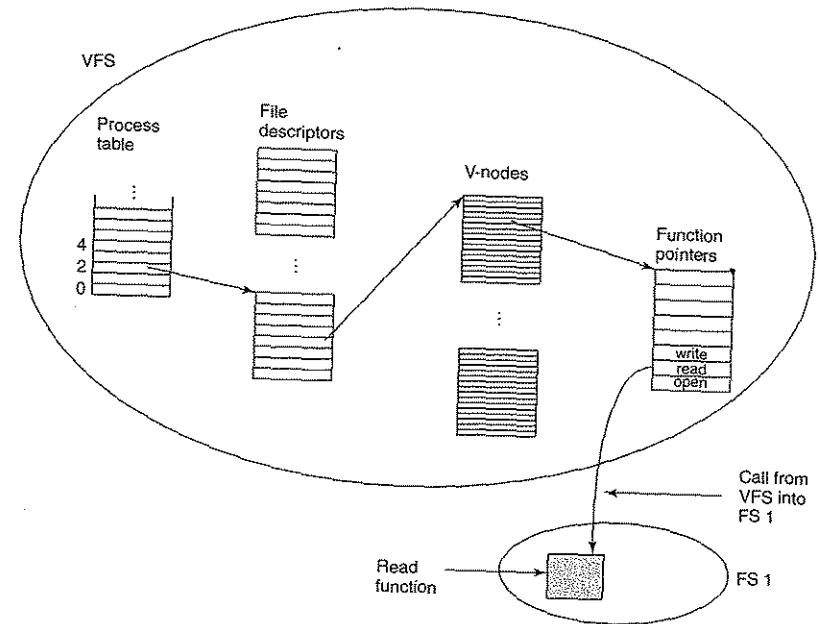 VFS
Process
table
File
descriptors
V-nodes
Function
pointers
4
2
0
write
read
open
Call from
VFS into
FS 1
Read
function
FS 1